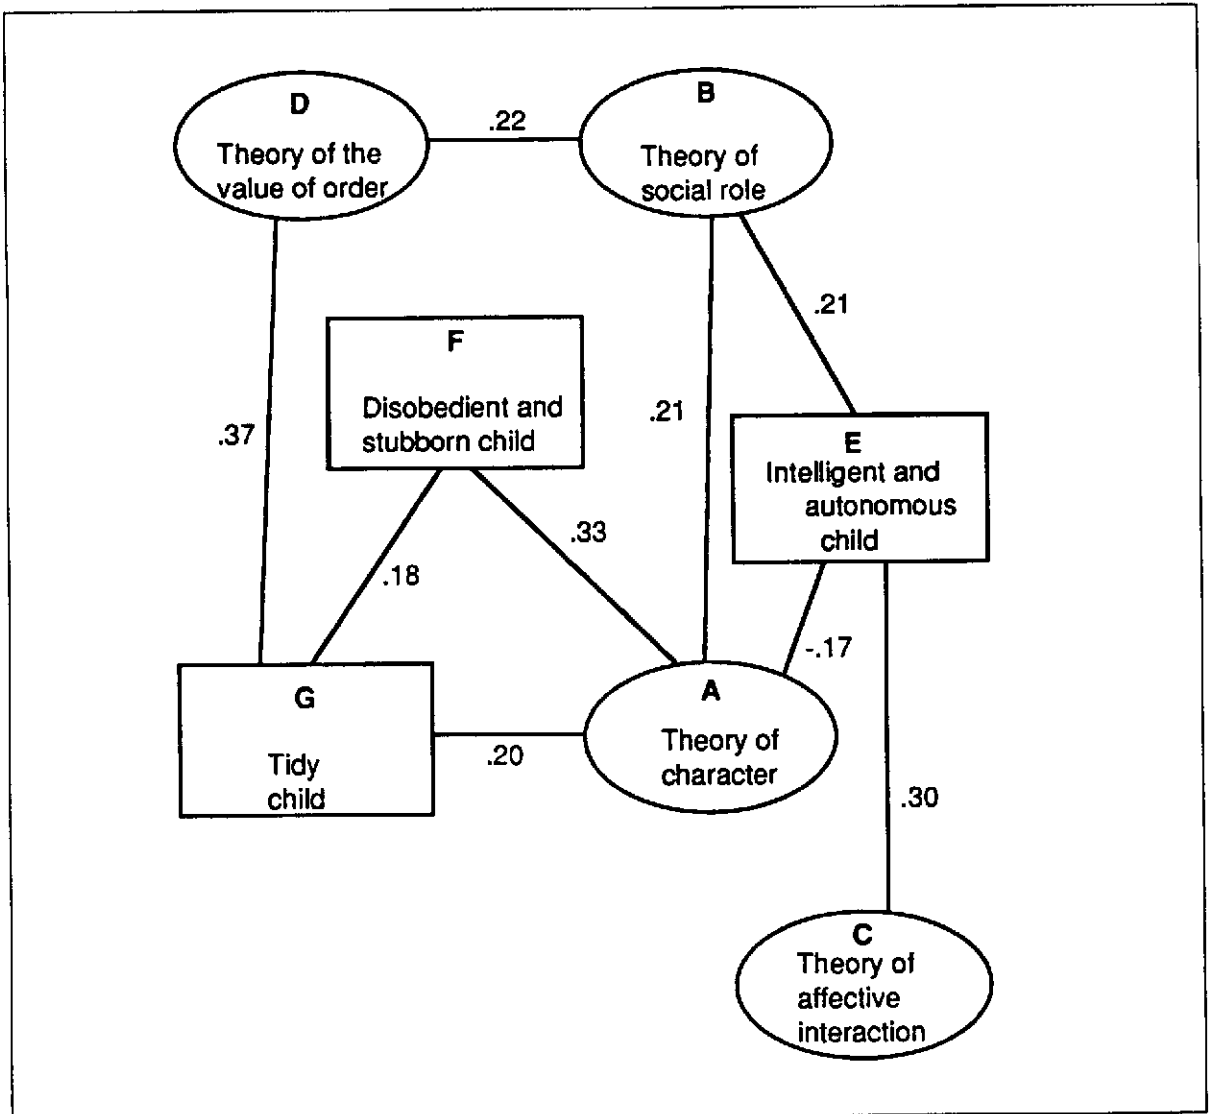 D
Theory of the
value of order
.22
B
Theory of
social role
.21
F
Disobedient and
stubborn child
.37
.21
E
Intelligent and
autonomous
child
.33
.18
-.17
G
Tidy
child
.20
A
Theory of
character
.30
C
Theory of
affective
interaction